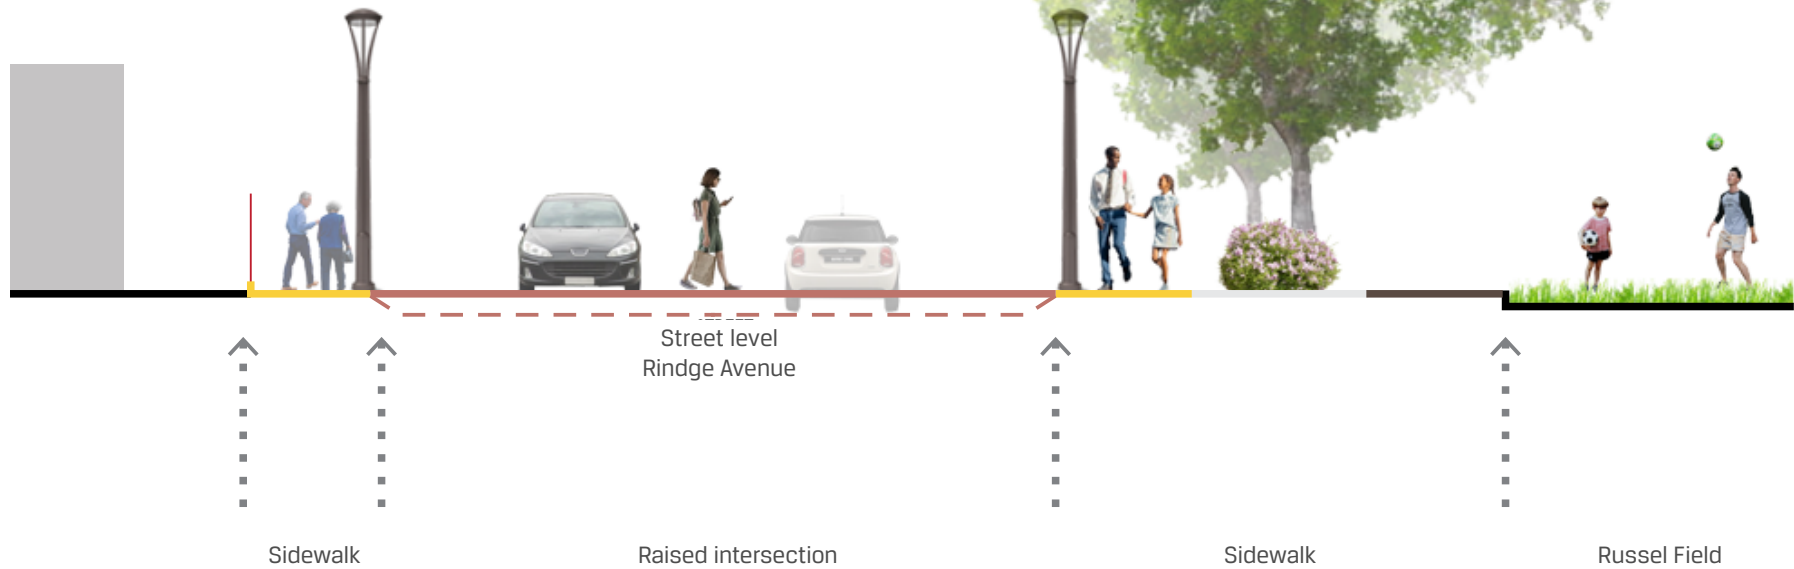 Street level
Rindge Avenue
Sidewalk
Raised intersection
Sidewalk
Russel Field